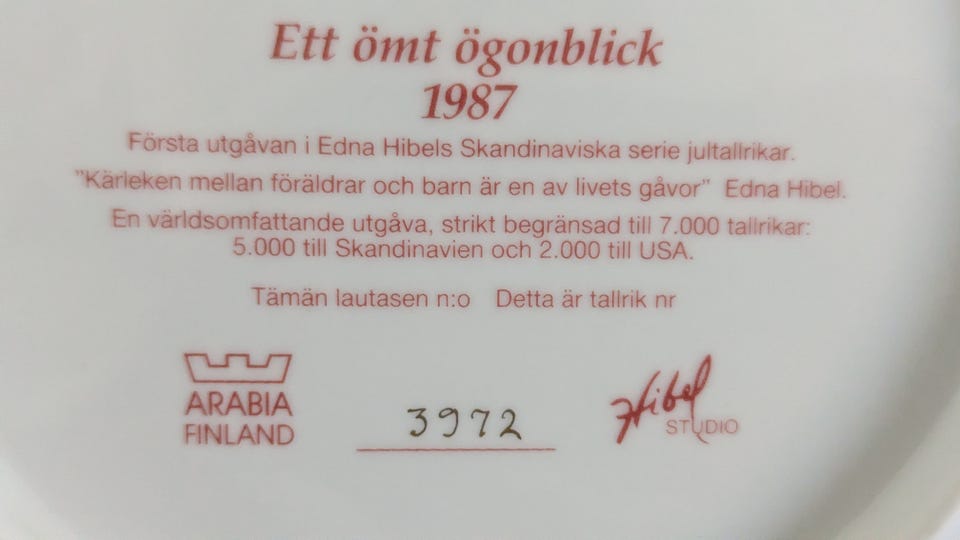 Ett ömt ögonblick
1987
Första utgåvan i Edna Hibels Skandinaviska serie jultallrikar.
"Kärleken mellan föräldrar och barn är en av livets gåvor" Edna Hibel.
En världsomfattande utgåva, strikt begränsad till 7.000 tallrikar:
5.000 till Skandinavien och 2.000 till USA.
Tämän lautasen n:o Detta är tallrik nr
ARABIA
FINLAND
3972
Hibel
STUDIO